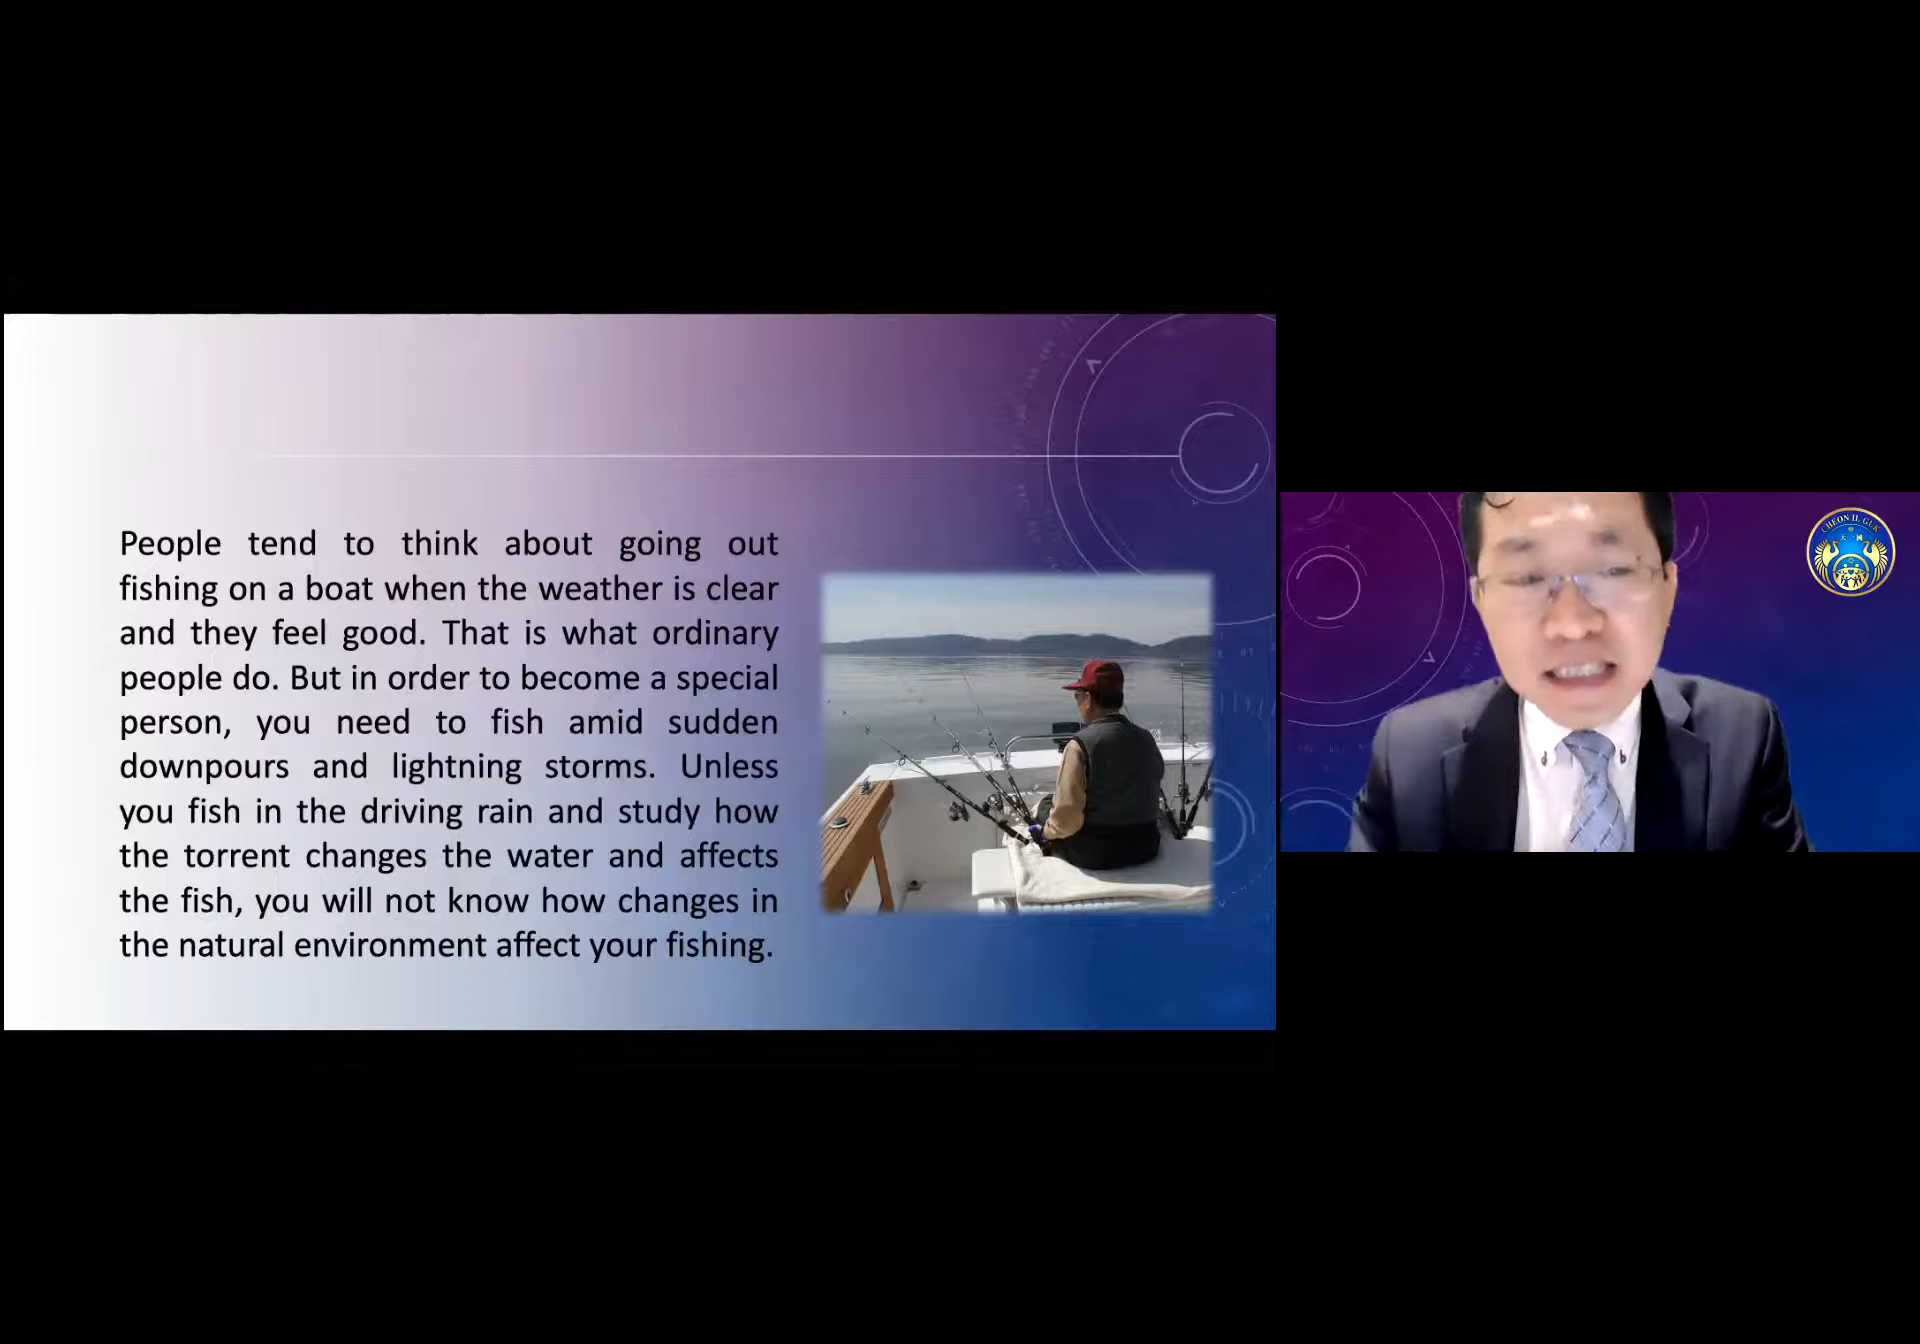 People tend to think about going out
fishing on a boat when the weather is clear
and they feel good. That is what ordinary
people do. But in order to become a special
person, you need to fish amid sudden
downpours and lightning storms. Unless
you fish in the driving rain and study how
the torrent changes the water and affects
the fish, you will not know how changes in
the natural environment affect your fishing.
CHEON IL GUK
天 一 國